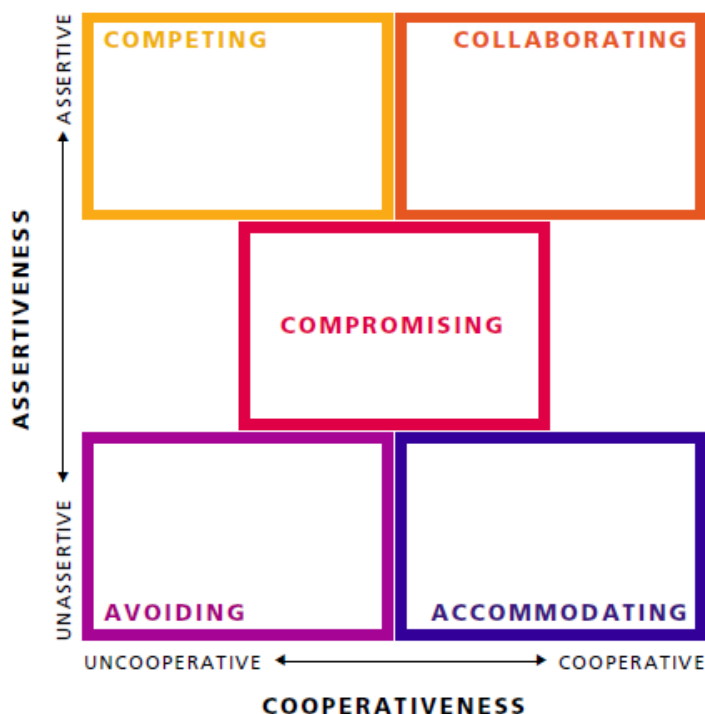 COMPETING
COLLABORATING
ASSERTIVE
ASSERTIVENESS
COMPROMISING
UNASSERTIVE
AVOIDING
ACCOMMODATING
UNCOOPERATIVE
COOPERATIVE
COOPERATIVENESS